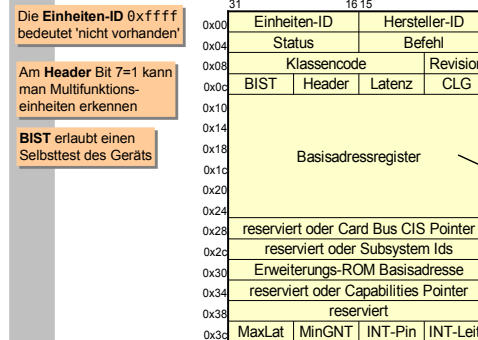 Die Einheiten-ID 0xffff
bedeutet 'nicht vorhanden'
Am Header Bit 7=1 kann
man Multifunktions-
einheiten erkennen
BIST erlaubt einen
Selbsttest des Geräts
31 16 15
0x00 Einheiten-ID Hersteller-ID
0x04 Status Befehl
0x08 Klassencode Revision
0x0c BIST Header Latenz CLG
0x10
0x14
0x18 Basisadressregister
0x1c
0x20
0x24
0x28 reserviert oder Card Bus CIS Pointer
0x2c reserviert oder Subsystem Ids
0x30 Erweiterungs-ROM Basisadresse
0x34 reserviert oder Capabilities Pointer
0x38 reserviert
0x3c MaxLat MinGNT INT-Pin INT-Leit